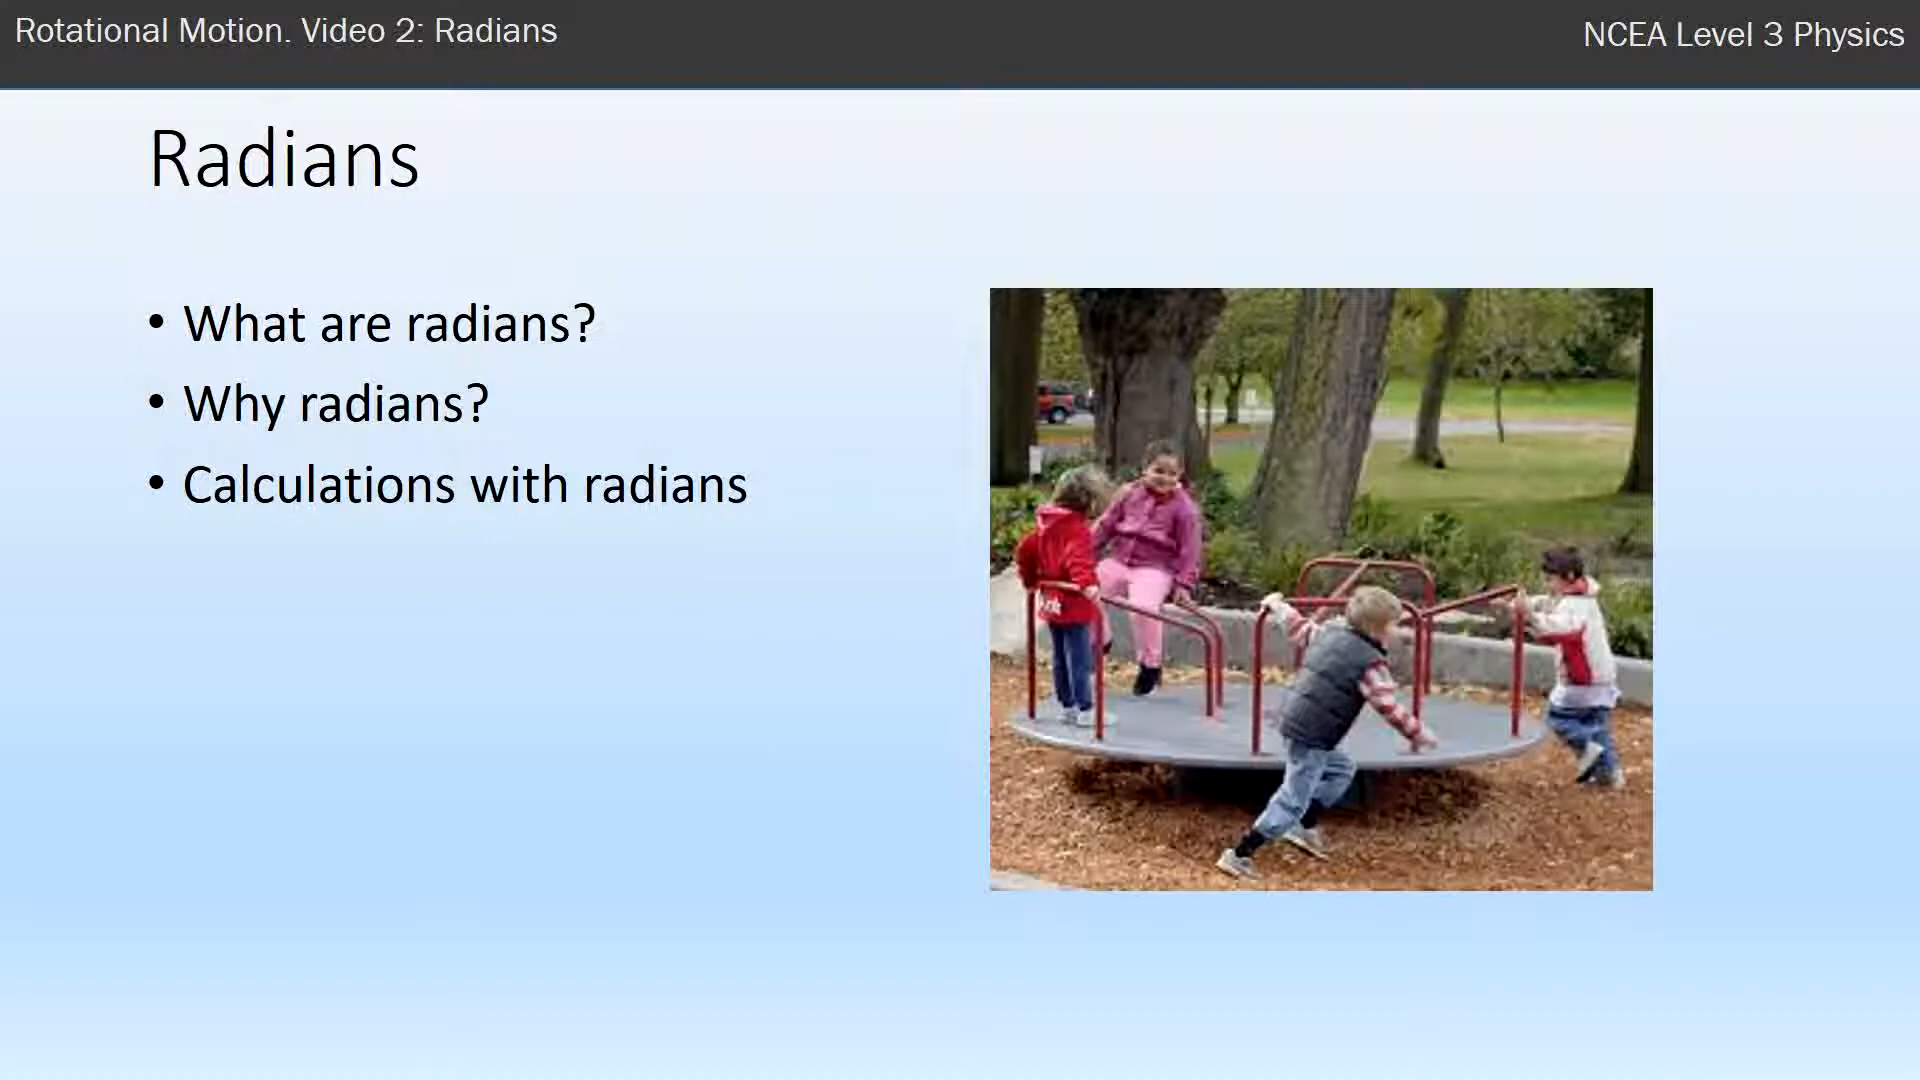 Rotational Motion. Video 2: Radians
NCEA Level 3 Physics
Radians
• What are radians?
• Why radians?
• Calculations with radians